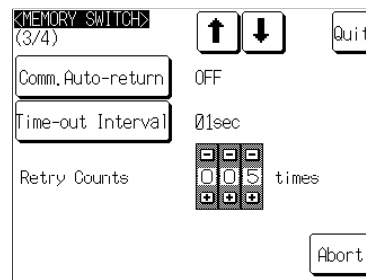 <MEMORY SWITCH>
(3/4) ↑ ↓ Quit
Comm.Auto-return OFF
Time-out Interval 01sec
- - -
Retry Counts 005 times
+ + +
Abort